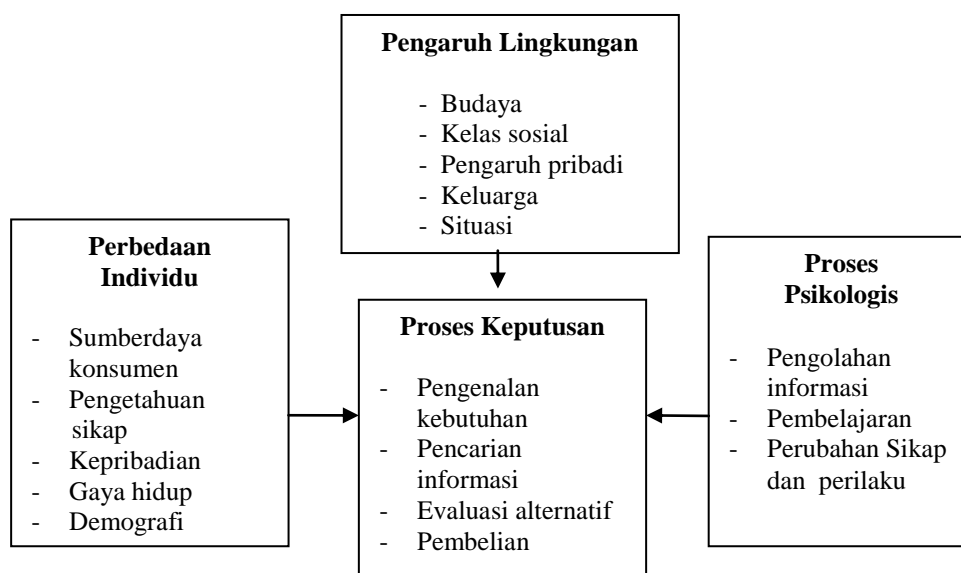 Pengaruh Lingkungan
- Budaya
- Kelas sosial
- Pengaruh pribadi
- Keluarga
- Situasi
Perbedaan
Individu
- Sumberdaya
konsumen
- Pengetahuan
sikap
- Kepribadian
- Gaya hidup
- Demografi
Proses Keputusan
- Pengenalan
kebutuhan
- Pencarian
informasi
- Evaluasi alternatif
- Pembelian
Proses
Psikologis
- Pengolahan
informasi
- Pembelajaran
- Perubahan Sikap
dan perilaku